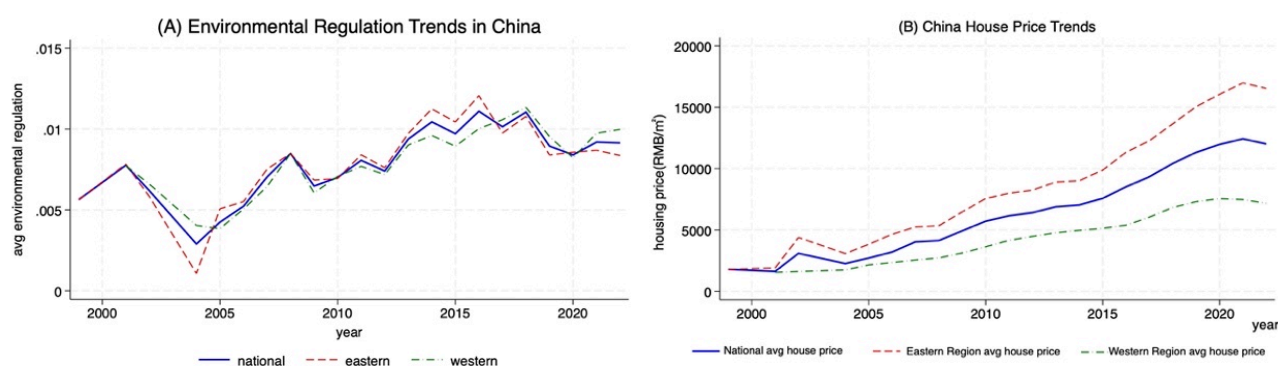 (A) Environmental Regulation Trends in China
.015
.01
.005
0
avg environmental regulation
2000 2005 2010 2015 2020
year
national eastern western
(B) China House Price Trends
20000
15000
10000
5000
0
housing price(RMB/m²)
2000 2005 2010 2015 2020
year
National avg house price Eastern Region avg house price Western Region avg house price